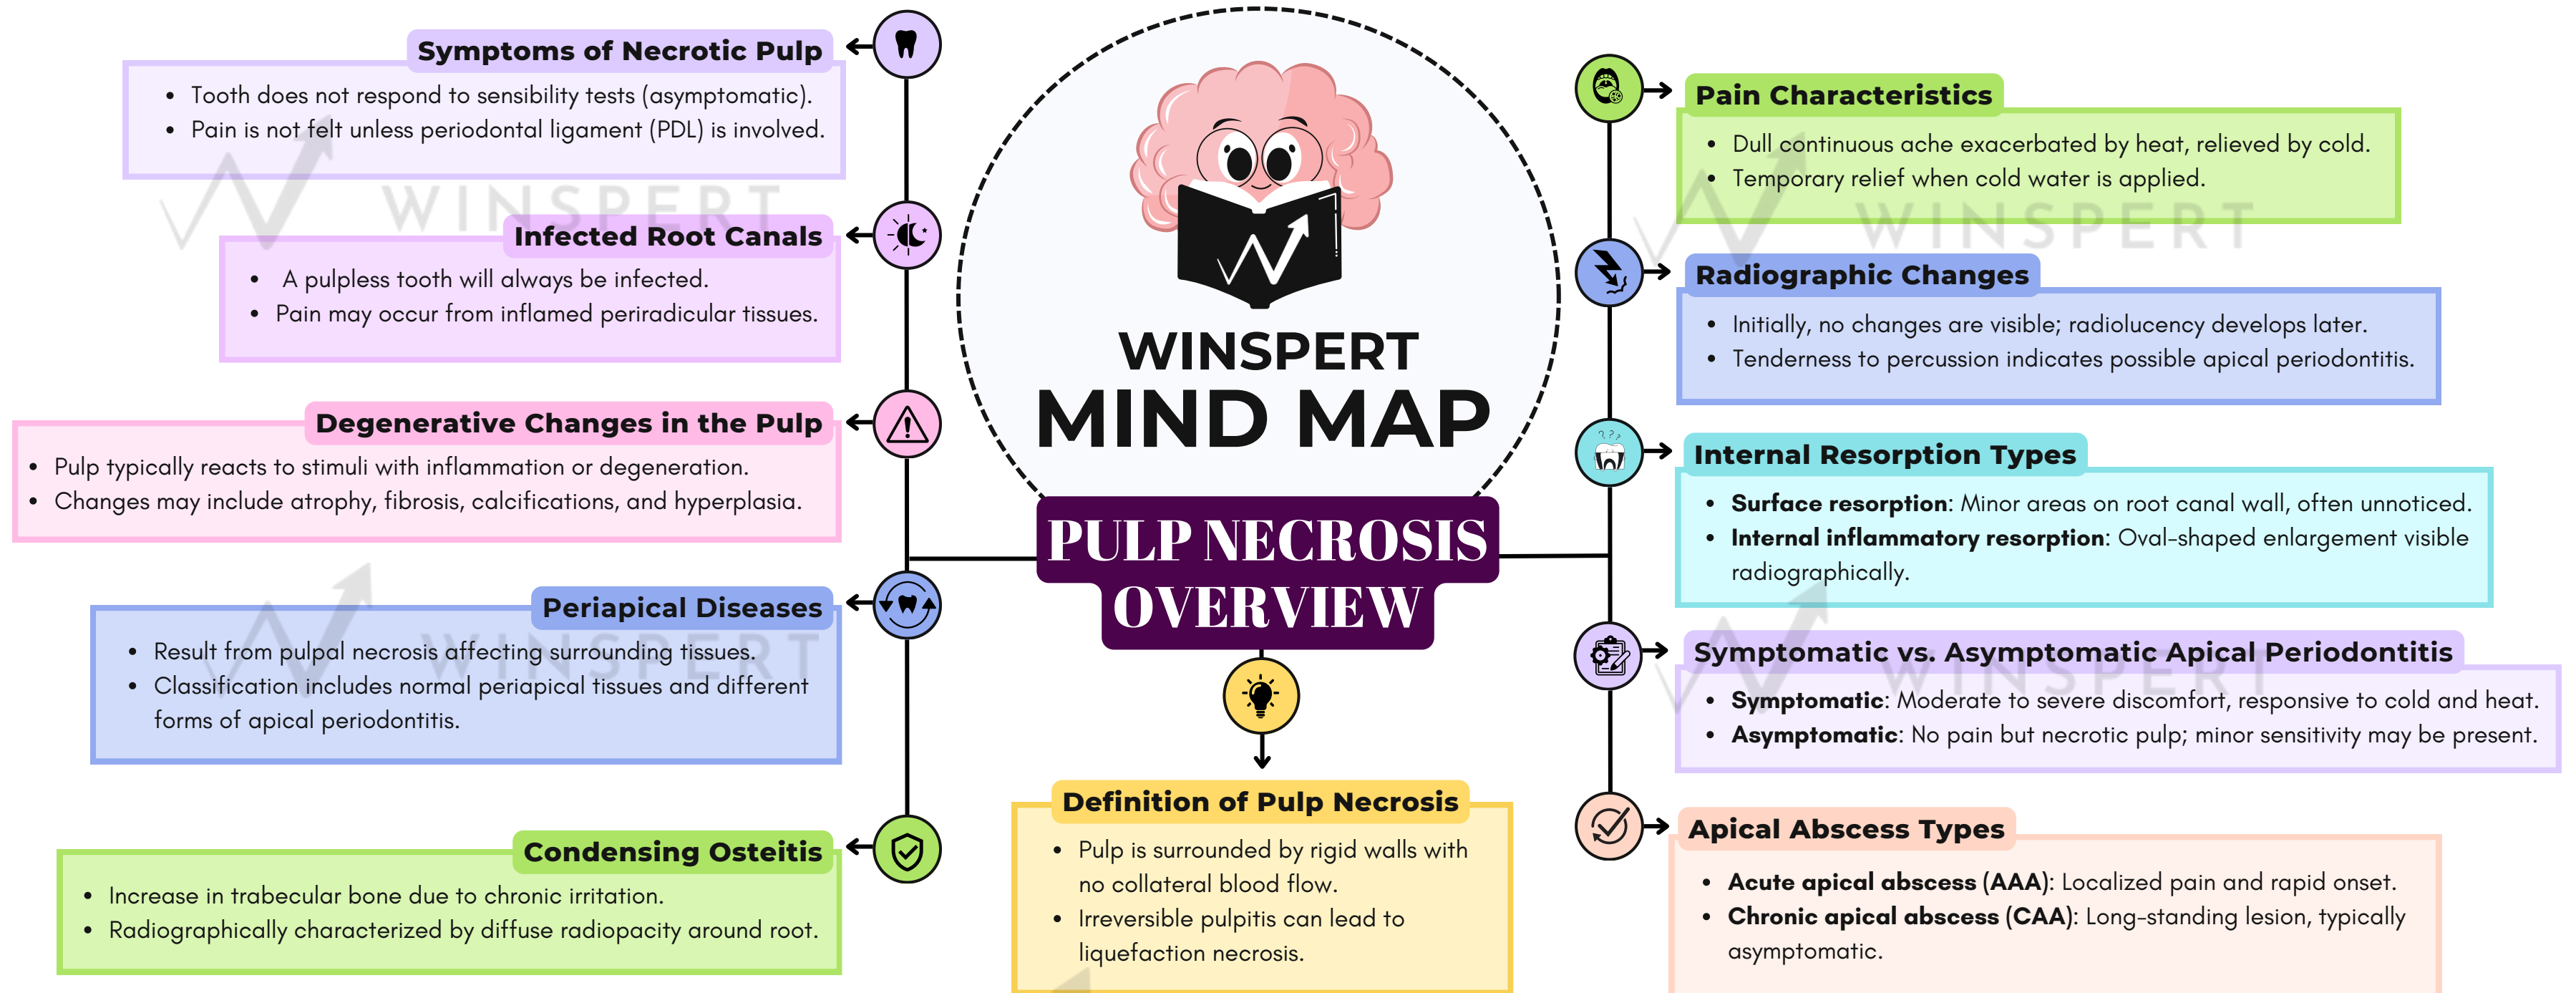 Symptoms of Necrotic Pulp
• Tooth does not respond to sensibility tests (asymptomatic).
• Pain is not felt unless periodontal ligament (PDL) is involved.
WINSPERT
Infected Root Canals
• A pulpless tooth will always be infected.
• Pain may occur from inflamed periradicular tissues.
Degenerative Changes in the Pulp
• Pulp typically reacts to stimuli with inflammation or degeneration.
• Changes may include atrophy, fibrosis, calcifications, and hyperplasia.
Periapical Diseases
WINSPERT
• Result from pulpal necrosis affecting surrounding tissues.
• Classification includes normal periapical tissues and different
forms of apical periodontitis.
Condensing Osteitis
• Increase in trabecular bone due to chronic irritation.
• Radiographically characterized by diffuse radiopacity around root.
WINSPERT
MIND MAP
PULP NECROSIS
OVERVIEW
Definition of Pulp Necrosis
• Pulp is surrounded by rigid walls with
no collateral blood flow.
• Irreversible pulpitis can lead to
liquefaction necrosis.
Pain Characteristics
• Dull continuous ache exacerbated by heat, relieved by cold.
• Temporary relief when cold water is applied.
WINSPERT
Radiographic Changes
• Initially, no changes are visible; radiolucency develops later.
• Tenderness to percussion indicates possible apical periodontitis.
Internal Resorption Types
• Surface resorption: Minor areas on root canal wall, often unnoticed.
• Internal inflammatory resorption: Oval-shaped enlargement visible
radiographically.
Symptomatic vs. Asymptomatic Apical Periodontitis
WINSPERT
• Symptomatic: Moderate to severe discomfort, responsive to cold and heat.
• Asymptomatic: No pain but necrotic pulp; minor sensitivity may be present.
Apical Abscess Types
• Acute apical abscess (AAA): Localized pain and rapid onset.
• Chronic apical abscess (CAA): Long-standing lesion, typically
asymptomatic.